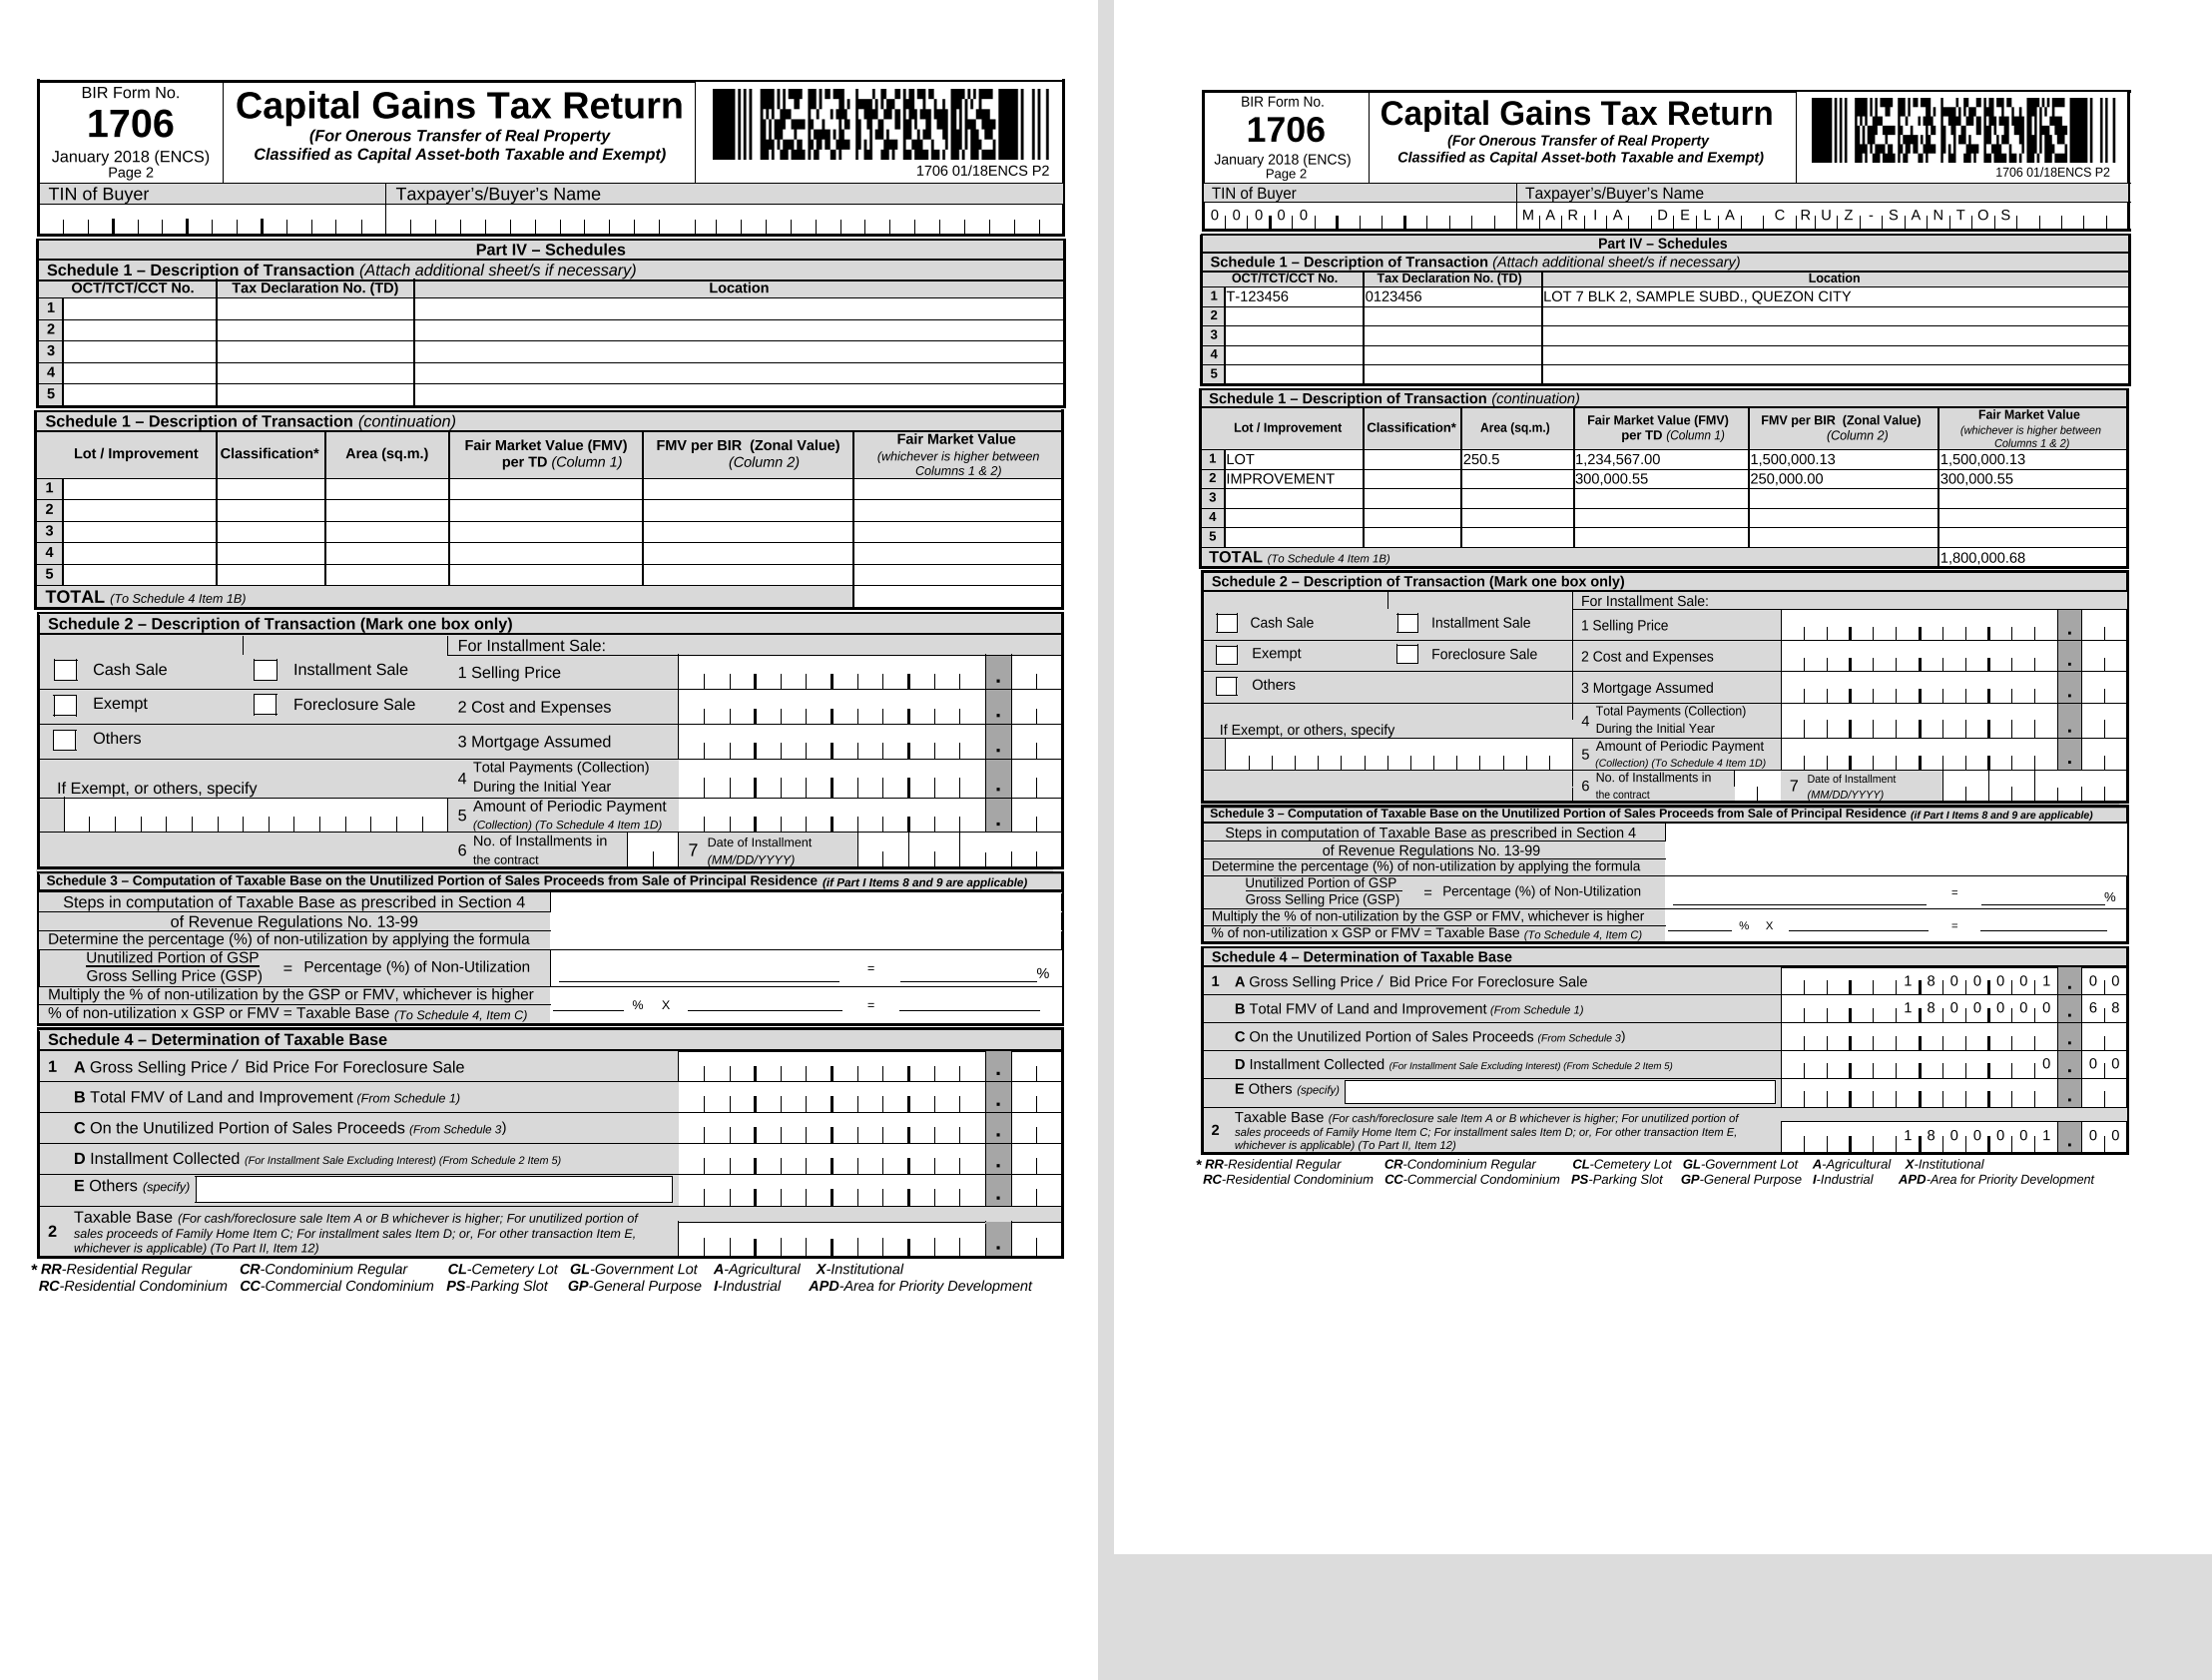 BIR Form No.
1706
January 2018 (ENCS)
Page 2
Capital Gains Tax Return
(For Onerous Transfer of Real Property
Classified as Capital Asset-both Taxable and Exempt)
1706 01/18ENCS P2
TIN of Buyer Taxpayer’s/Buyer’s Name
Part IV – Schedules
Schedule 1 – Description of Transaction (Attach additional sheet/s if necessary)
OCT/TCT/CCT No. Tax Declaration No. (TD) Location
1
2
3
4
5
Schedule 1 – Description of Transaction (continuation)
Lot / Improvement Classification* Area (sq.m.) Fair Market Value (FMV) per TD (Column 1) FMV per BIR (Zonal Value) (Column 2) Fair Market Value (whichever is higher between Columns 1 & 2)
1
2
3
4
5
TOTAL (To Schedule 4 Item 1B)
Schedule 2 – Description of Transaction (Mark one box only)
For Installment Sale:
Cash Sale Installment Sale 1 Selling Price .
Exempt Foreclosure Sale 2 Cost and Expenses .
Others 3 Mortgage Assumed .
If Exempt, or others, specify 4 Total Payments (Collection) During the Initial Year .
5 Amount of Periodic Payment (Collection) (To Schedule 4 Item 1D) .
6 No. of Installments in the contract 7 Date of Installment (MM/DD/YYYY)
Schedule 3 – Computation of Taxable Base on the Unutilized Portion of Sales Proceeds from Sale of Principal Residence (if Part I Items 8 and 9 are applicable)
Steps in computation of Taxable Base as prescribed in Section 4
of Revenue Regulations No. 13-99
Determine the percentage (%) of non-utilization by applying the formula
Unutilized Portion of GSP
Gross Selling Price (GSP) = Percentage (%) of Non-Utilization = %
Multiply the % of non-utilization by the GSP or FMV, whichever is higher
% X =
% of non-utilization x GSP or FMV = Taxable Base (To Schedule 4, Item C)
Schedule 4 – Determination of Taxable Base
1 A Gross Selling Price / Bid Price For Foreclosure Sale .
B Total FMV of Land and Improvement (From Schedule 1) .
C On the Unutilized Portion of Sales Proceeds (From Schedule 3) .
D Installment Collected (For Installment Sale Excluding Interest) (From Schedule 2 Item 5) .
E Others (specify) .
2 Taxable Base (For cash/foreclosure sale Item A or B whichever is higher; For unutilized portion of
sales proceeds of Family Home Item C; For installment sales Item D; or, For other transaction Item E,
whichever is applicable) (To Part II, Item 12) .
* RR-Residential Regular CR-Condominium Regular CL-Cemetery Lot GL-Government Lot A-Agricultural X-Institutional
RC-Residential Condominium CC-Commercial Condominium PS-Parking Slot GP-General Purpose I-Industrial APD-Area for Priority Development
BIR Form No.
1706
January 2018 (ENCS)
Page 2
Capital Gains Tax Return
(For Onerous Transfer of Real Property
Classified as Capital Asset-both Taxable and Exempt)
1706 01/18ENCS P2
TIN of Buyer Taxpayer’s/Buyer’s Name
0 0 0 0 0 M A R I A D E L A C R U Z - S A N T O S
Part IV – Schedules
Schedule 1 – Description of Transaction (Attach additional sheet/s if necessary)
OCT/TCT/CCT No. Tax Declaration No. (TD) Location
1 T-123456 0123456 LOT 7 BLK 2, SAMPLE SUBD., QUEZON CITY
2
3
4
5
Schedule 1 – Description of Transaction (continuation)
Lot / Improvement Classification* Area (sq.m.) Fair Market Value (FMV) per TD (Column 1) FMV per BIR (Zonal Value) (Column 2) Fair Market Value (whichever is higher between Columns 1 & 2)
1 LOT 250.5 1,234,567.00 1,500,000.13 1,500,000.13
2 IMPROVEMENT 300,000.55 250,000.00 300,000.55
3
4
5
TOTAL (To Schedule 4 Item 1B) 1,800,000.68
Schedule 2 – Description of Transaction (Mark one box only)
For Installment Sale:
Cash Sale Installment Sale 1 Selling Price .
Exempt Foreclosure Sale 2 Cost and Expenses .
Others 3 Mortgage Assumed .
If Exempt, or others, specify 4 Total Payments (Collection) During the Initial Year .
5 Amount of Periodic Payment (Collection) (To Schedule 4 Item 1D) .
6 No. of Installments in the contract 7 Date of Installment (MM/DD/YYYY)
Schedule 3 – Computation of Taxable Base on the Unutilized Portion of Sales Proceeds from Sale of Principal Residence (if Part I Items 8 and 9 are applicable)
Steps in computation of Taxable Base as prescribed in Section 4
of Revenue Regulations No. 13-99
Determine the percentage (%) of non-utilization by applying the formula
Unutilized Portion of GSP
Gross Selling Price (GSP) = Percentage (%) of Non-Utilization = %
Multiply the % of non-utilization by the GSP or FMV, whichever is higher
% X =
% of non-utilization x GSP or FMV = Taxable Base (To Schedule 4, Item C)
Schedule 4 – Determination of Taxable Base
1 A Gross Selling Price / Bid Price For Foreclosure Sale 1 8 0 0 0 0 1 . 0 0
B Total FMV of Land and Improvement (From Schedule 1) 1 8 0 0 0 0 0 . 6 8
C On the Unutilized Portion of Sales Proceeds (From Schedule 3) .
D Installment Collected (For Installment Sale Excluding Interest) (From Schedule 2 Item 5) 0 . 0 0
E Others (specify) .
2 Taxable Base (For cash/foreclosure sale Item A or B whichever is higher; For unutilized portion of
sales proceeds of Family Home Item C; For installment sales Item D; or, For other transaction Item E,
whichever is applicable) (To Part II, Item 12) 1 8 0 0 0 0 1 . 0 0
* RR-Residential Regular CR-Condominium Regular CL-Cemetery Lot GL-Government Lot A-Agricultural X-Institutional
RC-Residential Condominium CC-Commercial Condominium PS-Parking Slot GP-General Purpose I-Industrial APD-Area for Priority Development